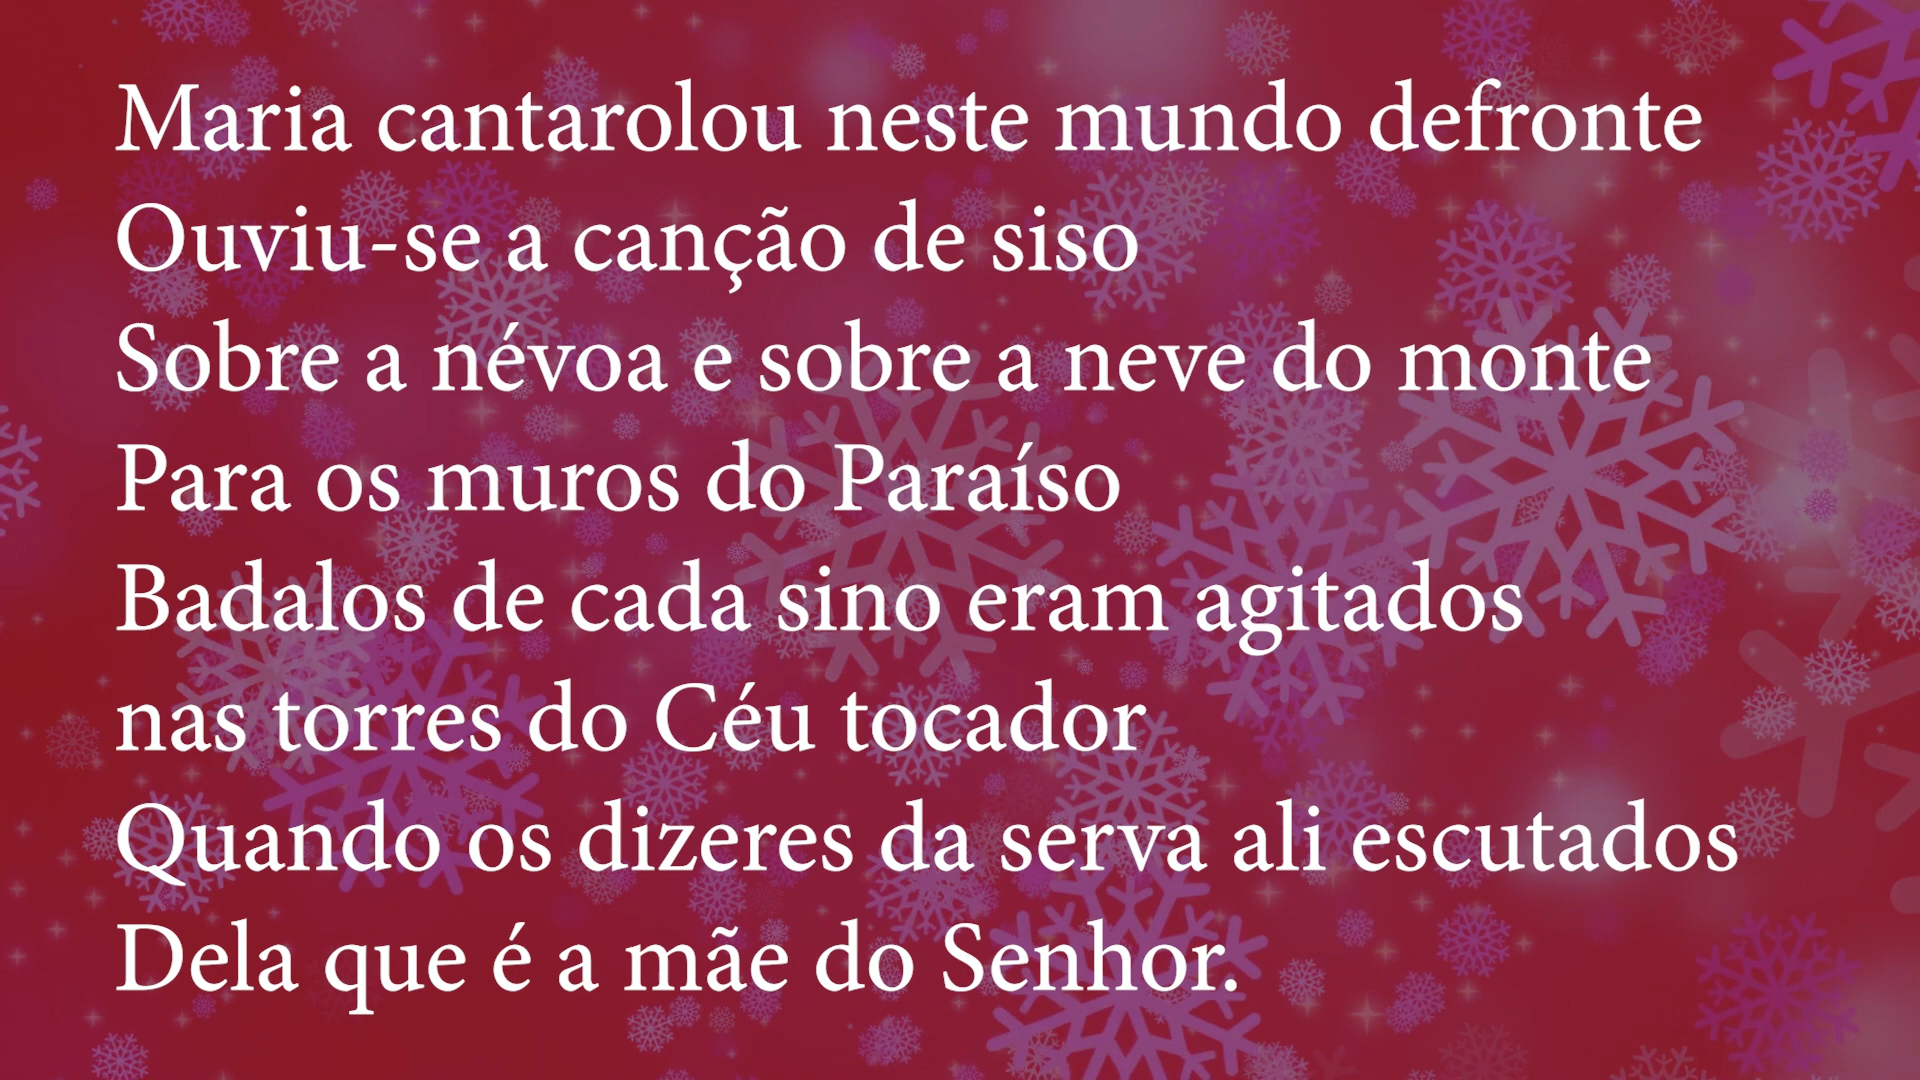 Maria cantarolou neste mundo defronte
Ouviu-se a canção de siso
Sobre a névoa e sobre a neve do monte
Para os muros do Paraíso
Badalos de cada sino eram agitados
nas torres do Céu tocador
Quando os dizeres da serva ali escutados
Dela que é a mãe do Senhor.